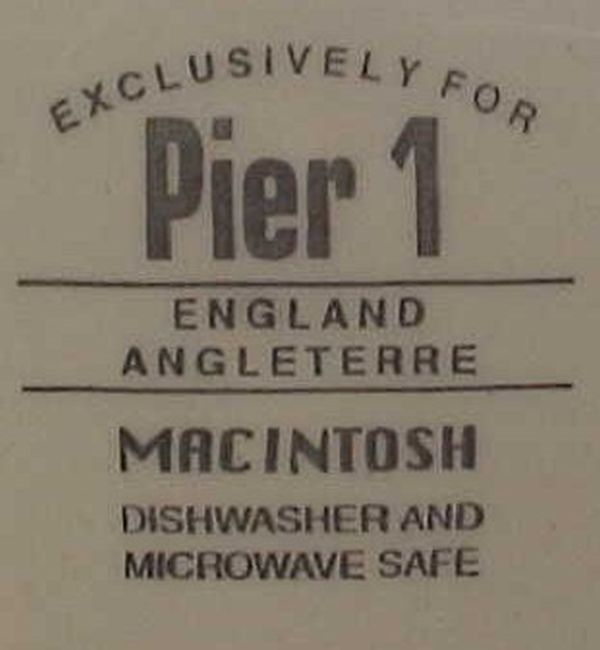 EXCLUSIVELY FOR
Pier 1
ENGLAND
ANGLETERRE
MACINTOSH
DISHWASHER AND
MICROWAVE SAFE